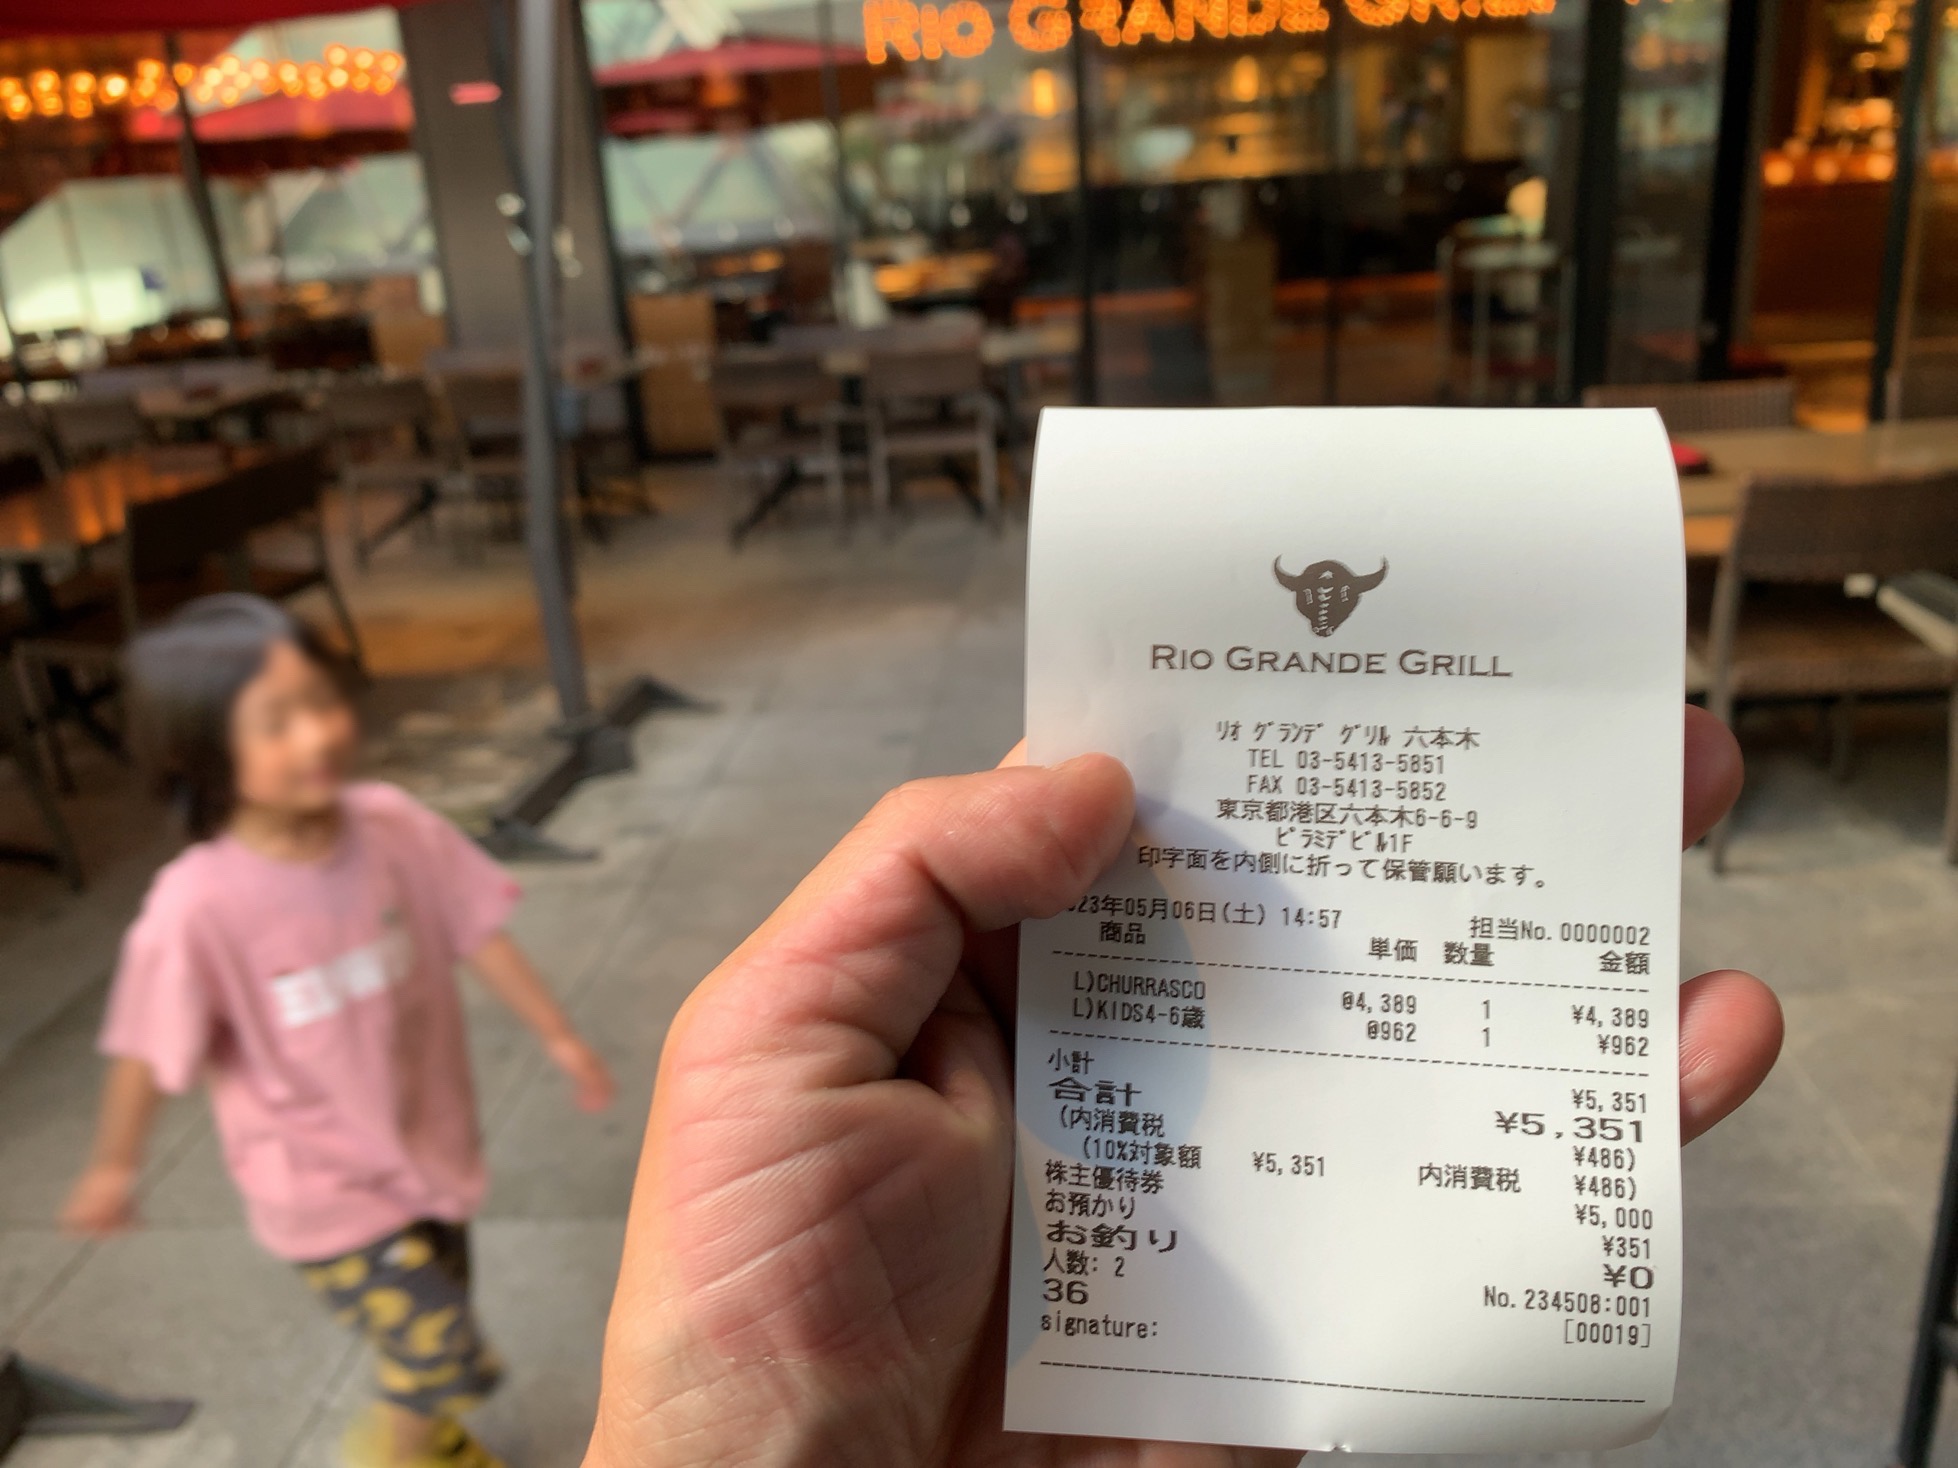 RIO GRANDE GRILL
RIO GRANDE GRILL
ﾘｵ ｸﾞﾗﾝﾃﾞ ｸﾞﾘﾙ 六本木
TEL 03-5413-5851
FAX 03-5413-5852
東京都港区六本木6-6-9
ﾋﾟﾗﾐﾃﾞﾋﾞﾙ1F
印字面を内側に折って保管願います。
23年05月06日(土) 14:57 担当No.0000002
商品 単価 数量 金額
L)CHURRASCO @4,389 1 ¥4,389
L)KIDS4-6歳 @962 1 ¥962
小計 ¥5,351
合計 ¥5,351
(内消費税 ¥486)
(10%対象額 ¥5,351 内消費税 ¥486)
株主優待券 ¥5,000
お預かり ¥351
お釣り ¥0
人数: 2 No.234508:001
36 [00019]
signature: